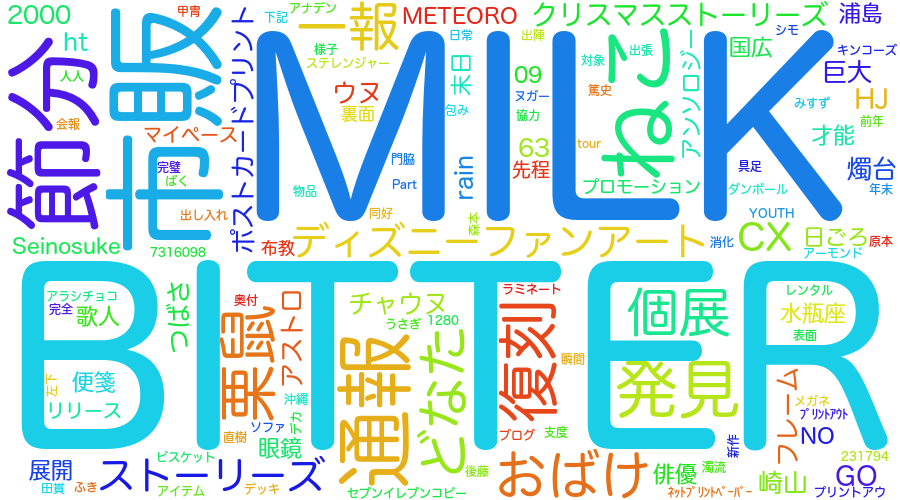 2000
甲冑
下記
アナデン
一報
METEORO
クリスマスストーリーズ
浦島
節分
ht
市販
ポストカードプリント
様子
ステレンジャー
日常
出陣
対象
出張
ねこ
国広
シモ
キンコーズ
人人
MILK
ウヌ
裏面
末日
09
ヌガー
篤史
アンソロジー
巨大
みすず
HJ
会報
マイペース
包み
協力
63
tour
才能
前年
完璧
ぱく
門脇
rain
先程
具足
燭台
物品
Part
プロモーション
ダンボール
年末
出し入れ
同好
森本
YOUTH
Seinosuke
7316098
布教
ディズニーファンアート
消化
CX
日ごろ
原本
アーモンド
BITTER
アラシチョコ
完全
歌人
つばさ
奥付
アストロ
チャウヌ
うさぎ
1280
ラミネート
復刻
個展
レンタル
水瓶座
表面
栗鼠
通報
どなた
瞬間
発見
左下
便箋
リリース
沖縄
デカ
ソファ
直樹
眼鏡
ブログ
支度
フレーム
メガネ
プリントアウト
NO
新作
展開
田貫
ふき
ストーリーズ
ビスケット
アイテム
デッキ
セブンイレブンコピー
後藤
おばけ
俳優
濁流
ネットプリントペーパー
崎山
231794
GO
プリントアウ